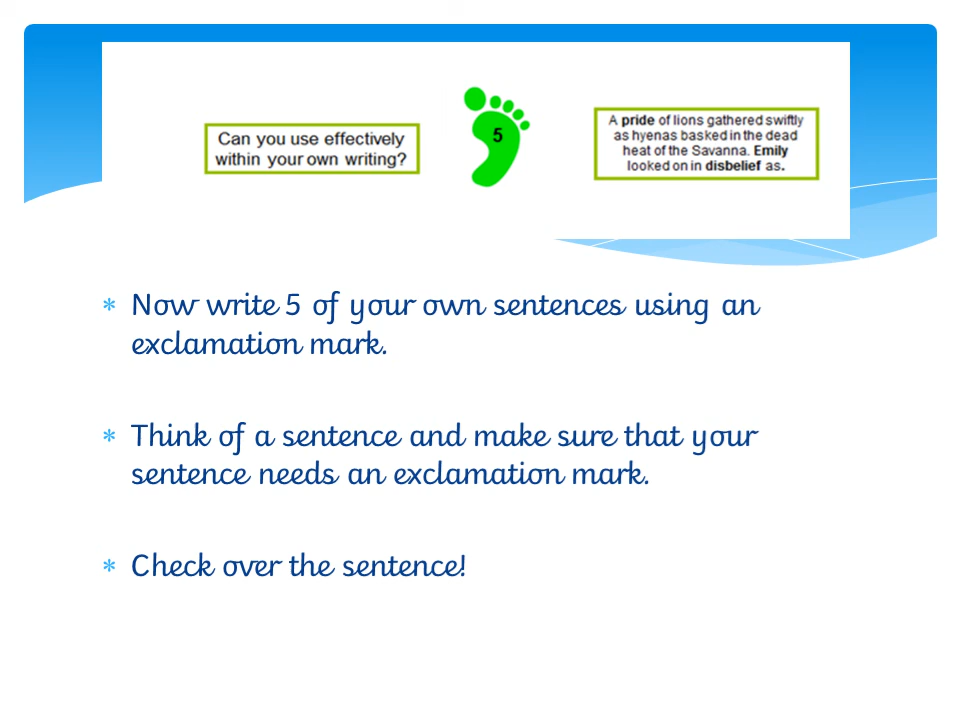 Can you use effectively
within your own writing?
5
A pride of lions gathered swiftly
as hyenas basked in the dead
heat of the Savanna. Emily
looked on in disbelief as.
* Now write 5 of your own sentences using an
exclamation mark.
* Think of a sentence and make sure that your
sentence needs an exclamation mark.
* Check over the sentence!